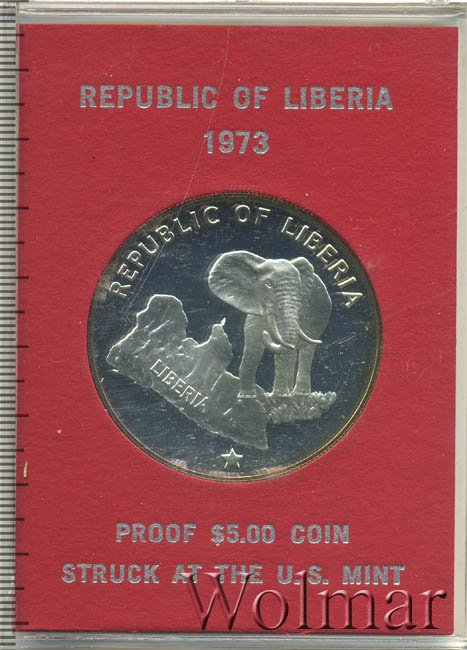 REPUBLIC OF LIBERIA
1973
REPUBLIC OF LIBERIA
LIBERIA
PROOF $5.00 COIN
STRUCK AT THE U.S. MINT
Wolmar